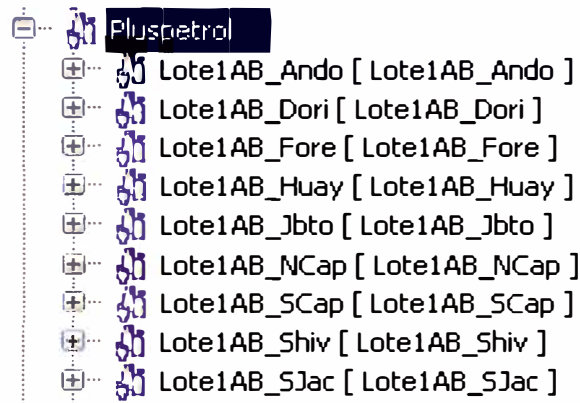 Pluspetrol
Lote1AB_Ando [ Lote1AB_Ando ]
Lote1AB_Dori [ Lote1AB_Dori ]
Lote1AB_Fore [ Lote1AB_Fore ]
Lote1AB_Huay [ Lote1AB_Huay ]
Lote1AB_Jbto [ Lote1AB_Jbto ]
Lote1AB_NCap [ Lote1AB_NCap ]
Lote1AB_SCap [ Lote1AB_SCap ]
Lote1AB_Shiv [ Lote1AB_Shiv ]
Lote1AB_SJac [ Lote1AB_SJac ]